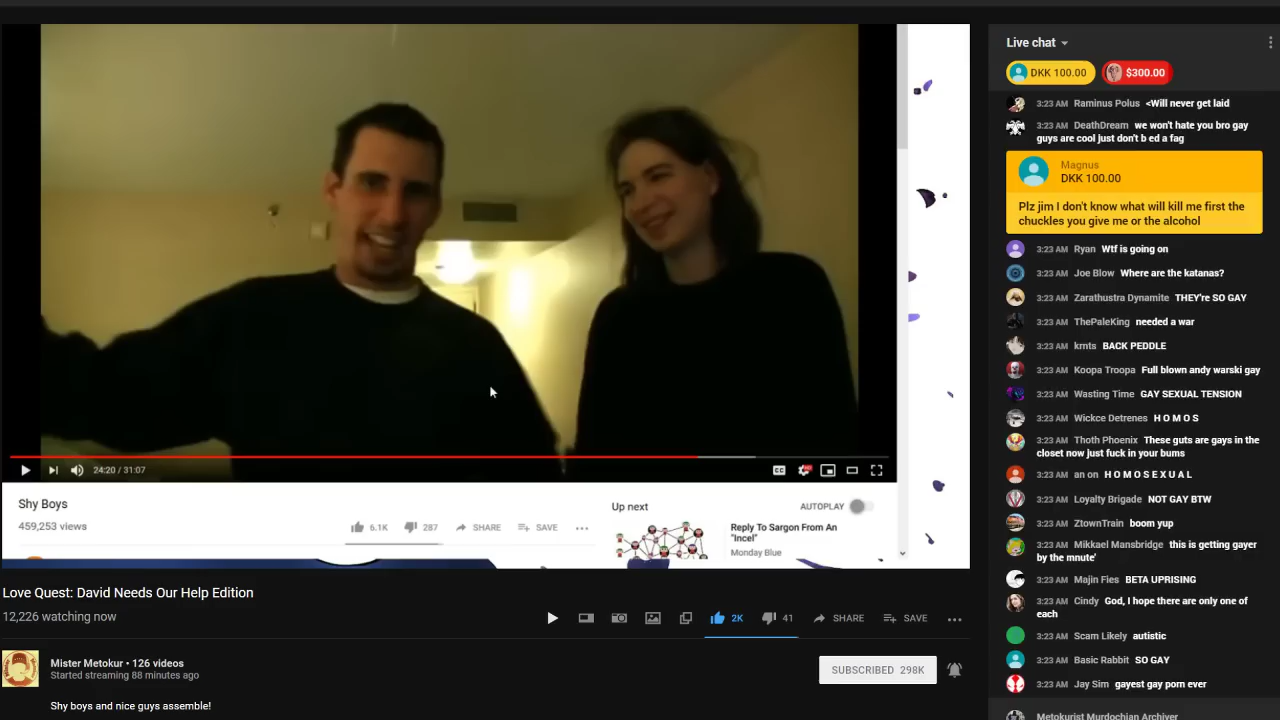 24:20 / 31:07
CC
Shy Boys
459,253 views
6.1K
287
SHARE
SAVE
Up next
AUTOPLAY
Reply To Sargon From An
"Incel"
Monday Blue
Love Quest: David Needs Our Help Edition
12,226 watching now
2K
41
SHARE
SAVE
Mister Metokur • 126 videos
Started streaming 88 minutes ago
SUBSCRIBED 298K
Shy boys and nice guys assemble!
Live chat
DKK 100.00
$300.00
3:23 AM Raminus Polus <Will never get laid
3:23 AM DeathDream we won't hate you bro gay
guys are cool just don't b ed a fag
Magnus
DKK 100.00
Plz jim I don't know what will kill me first the
chuckles you give me or the alcohol
3:23 AM Ryan Wtf is going on
3:23 AM Joe Blow Where are the katanas?
3:23 AM Zarathustra Dynamite THEY'RE SO GAY
3:23 AM ThePaleKing needed a war
3:23 AM krnts BACK PEDDLE
3:23 AM Koopa Troopa Full blown andy warski gay
3:23 AM Wasting Time GAY SEXUAL TENSION
3:23 AM Wickce Detrenes H O M O S
3:23 AM Thoth Phoenix These guts are gays in the
closet now just fuck in your bums
3:23 AM an on H O M O S E X U A L
3:23 AM Loyalty Brigade NOT GAY BTW
3:23 AM ZtownTrain boom yup
3:23 AM Mikkael Mansbridge this is getting gayer
by the mnute'
3:23 AM Majin Fies BETA UPRISING
3:23 AM Cindy God, I hope there are only one of
each
3:23 AM Scam Likely autistic
3:23 AM Basic Rabbit SO GAY
3:23 AM Jay Sim gayest gay porn ever
Metokurist Murdochian Archiver